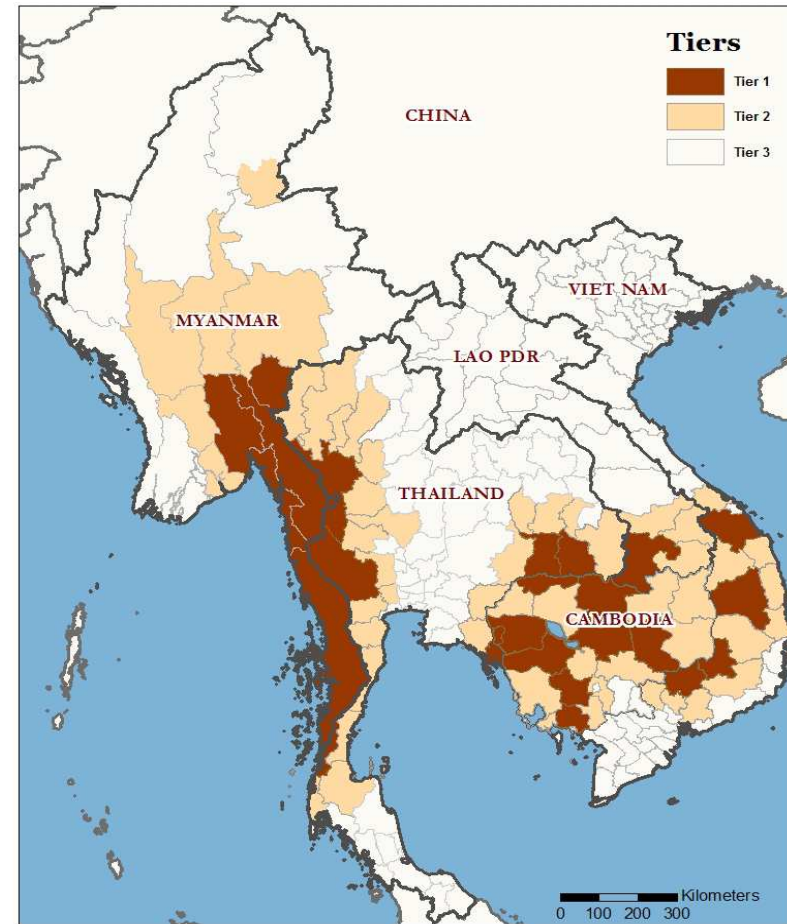 Tiers
Tier 1
Tier 2
Tier 3
CHINA
VIET NAM
MYANMAR
LAO PDR
THAILAND
CAMBODIA
Kilometers
0 100 200 300